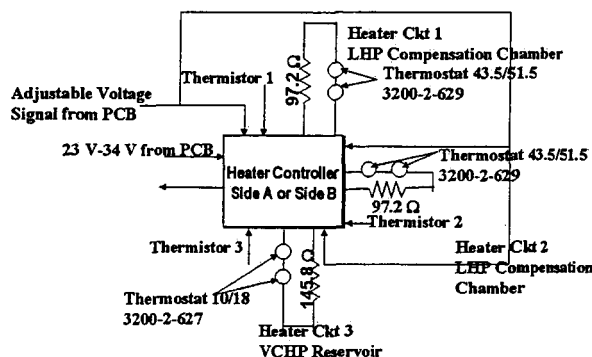 Heater Ckt 1
LHP Compensation Chamber
Thermostat 43.5/51.5
3200-2-629
97.2 Ω
Thermistor 1
Adjustable Voltage
Signal from PCB
23 V-34 V from PCB
Heater Controller
Side A or Side B
Thermostat 43.5/51.5
3200-2-629
97.2 Ω
Thermistor 2
Thermistor 3
Heater Ckt 2
LHP Compensation
Chamber
Thermostat 10/18
3200-2-627
145.8 Ω
Heater Ckt 3
VCHP Reservoir